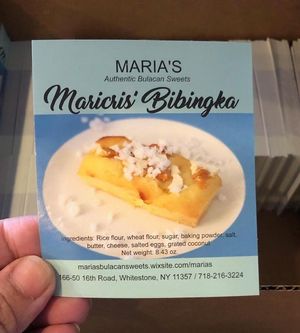 MARIA'S
Authentic Bulacan Sweets
Maricris' Bibingka
Ingredients: Rice flour, wheat flour, sugar, baking powder, salt,
butter, cheese, salted eggs, grated coconut
Net weight: 8.43 oz.
mariasbulacansweets.wixsite.com/marias
166-50 16th Road, Whitestone, NY 11357 / 718-216-3224